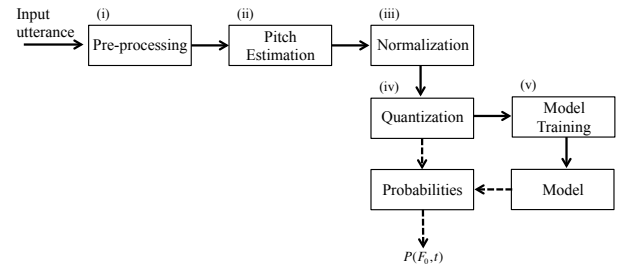 Input
utterance
(i)
Pre-processing
(ii)
Pitch
Estimation
(iii)
Normalization
(iv)
Quantization
(v)
Model
Training
Probabilities
Model
P(F₀,t)